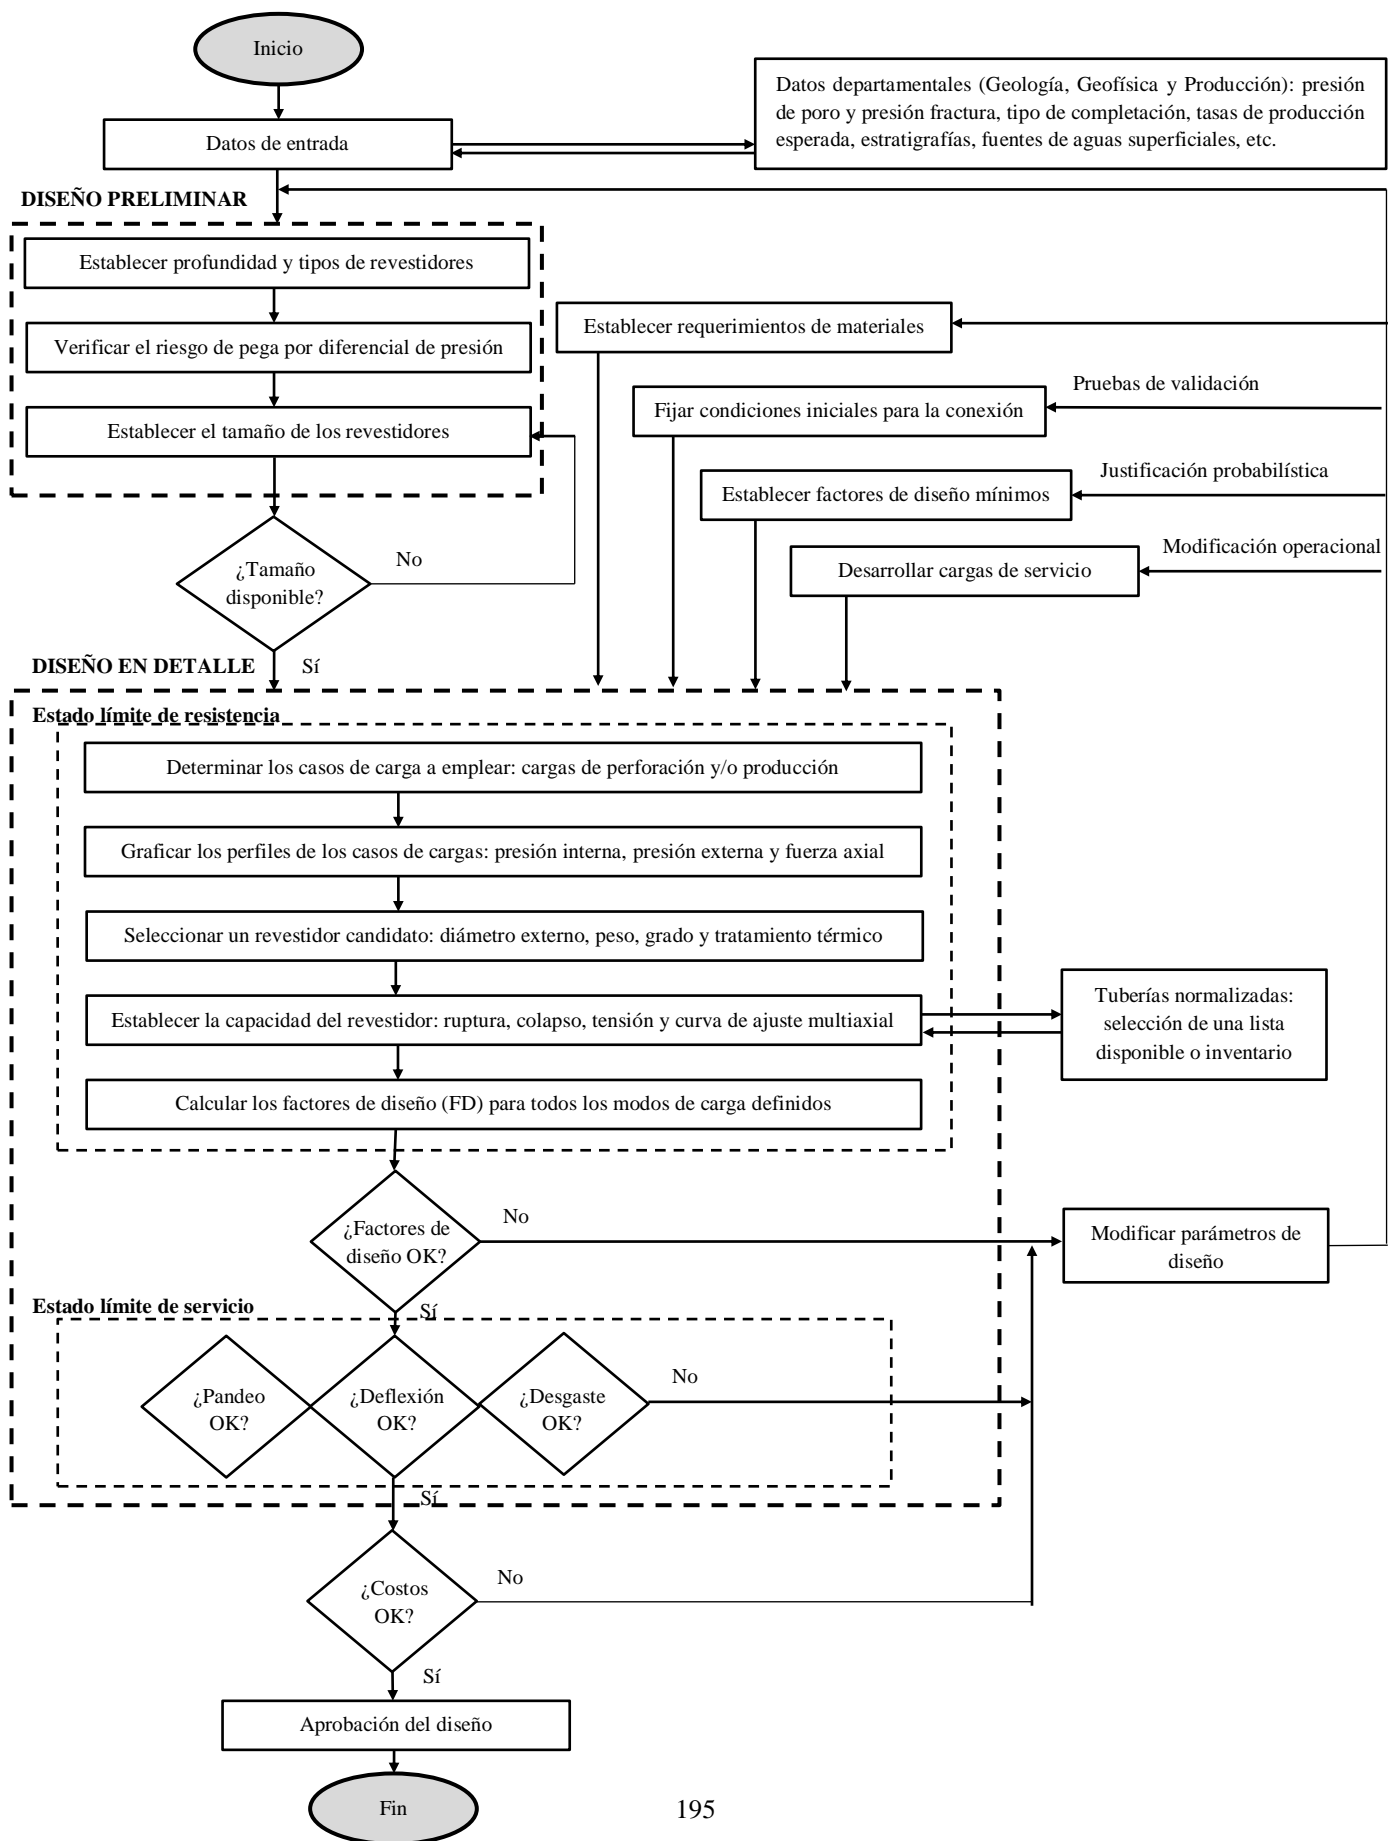 Inicio
Datos departamentales (Geología, Geofísica y Producción): presión
de poro y presión fractura, tipo de completación, tasas de producción
esperada, estratigrafías, fuentes de aguas superficiales, etc.
Datos de entrada
DISEÑO PRELIMINAR
Establecer profundidad y tipos de revestidores
Verificar el riesgo de pega por diferencial de presión
Establecer el tamaño de los revestidores
Establecer requerimientos de materiales
Pruebas de validación
Fijar condiciones iniciales para la conexión
Justificación probabilística
Establecer factores de diseño mínimos
Modificación operacional
Desarrollar cargas de servicio
¿Tamaño
disponible?
No
Sí
DISEÑO EN DETALLE
Estado límite de resistencia
Determinar los casos de carga a emplear: cargas de perforación y/o producción
Graficar los perfiles de los casos de cargas: presión interna, presión externa y fuerza axial
Seleccionar un revestidor candidato: diámetro externo, peso, grado y tratamiento térmico
Establecer la capacidad del revestidor: ruptura, colapso, tensión y curva de ajuste multiaxial
Tuberías normalizadas:
selección de una lista
disponible o inventario
Calcular los factores de diseño (FD) para todos los modos de carga definidos
¿Factores de
diseño OK?
No
Modificar parámetros de
diseño
Sí
Estado límite de servicio
¿Pandeo
OK?
¿Deflexión
OK?
¿Desgaste
OK?
No
Sí
¿Costos
OK?
No
Sí
Aprobación del diseño
Fin
195